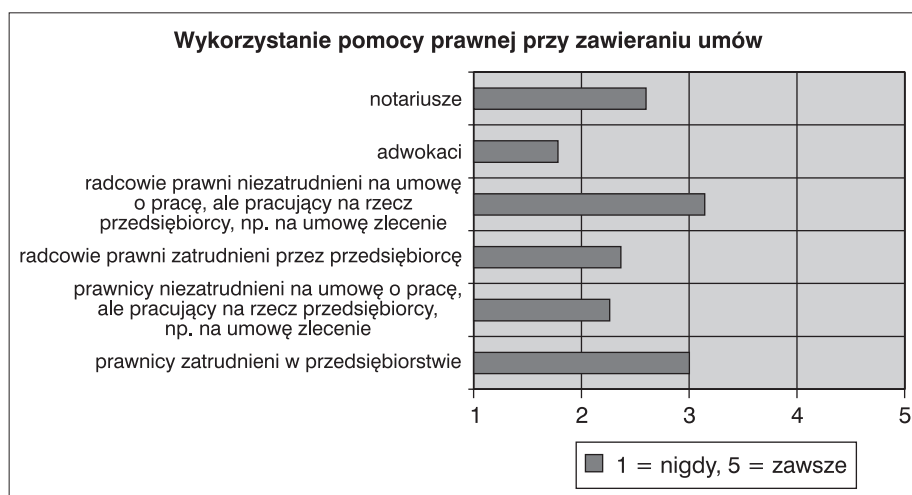 Wykorzystanie pomocy prawnej przy zawieraniu umów
notariusze
adwokaci
radcowie prawni niezatrudnieni na umowę
o pracę, ale pracujący na rzecz
przedsiębiorcy, np. na umowę zlecenie
radcowie prawni zatrudnieni przez przedsiębiorcę
prawnicy niezatrudnieni na umowę o pracę,
ale pracujący na rzecz przedsiębiorcy,
np. na umowę zlecenie
prawnicy zatrudnieni w przedsiębiorstwie
1 2 3 4 5
1 = nigdy, 5 = zawsze